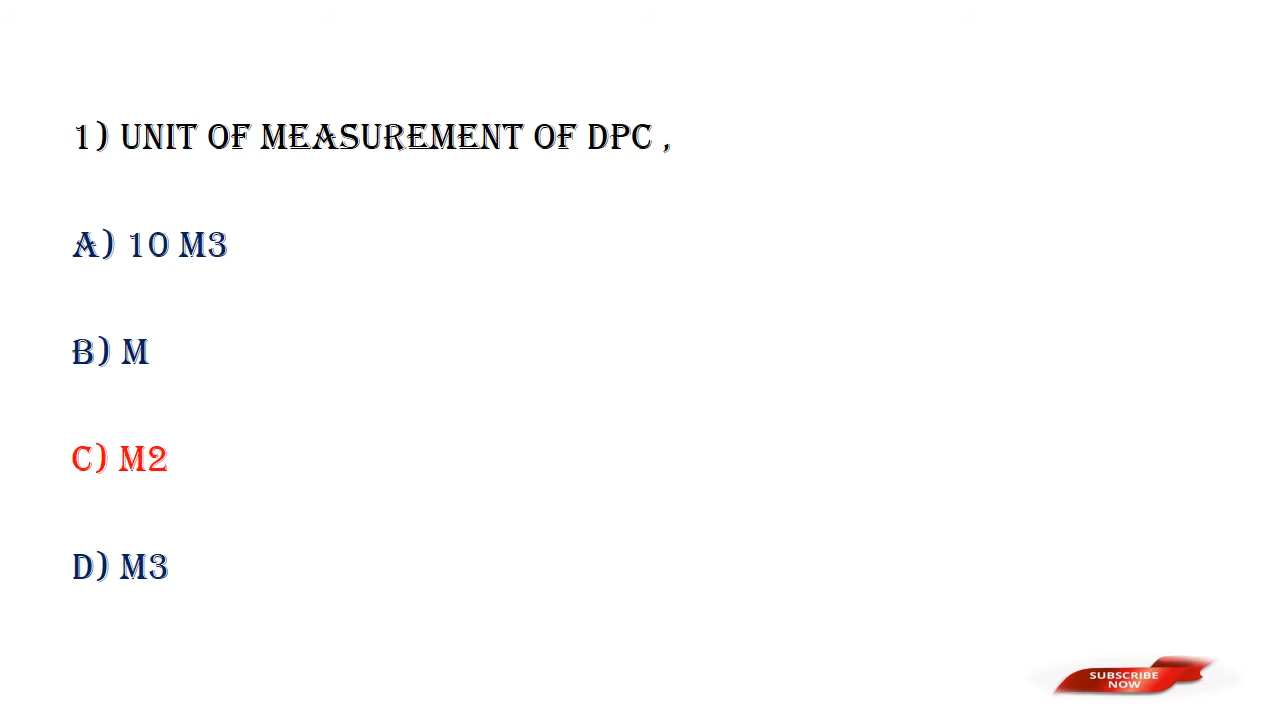 1) UNIT OF MEASUREMENT OF DPC ,
A) 10 M3
B) M
C) M2
D) M3
SUBSCRIBE
NOW